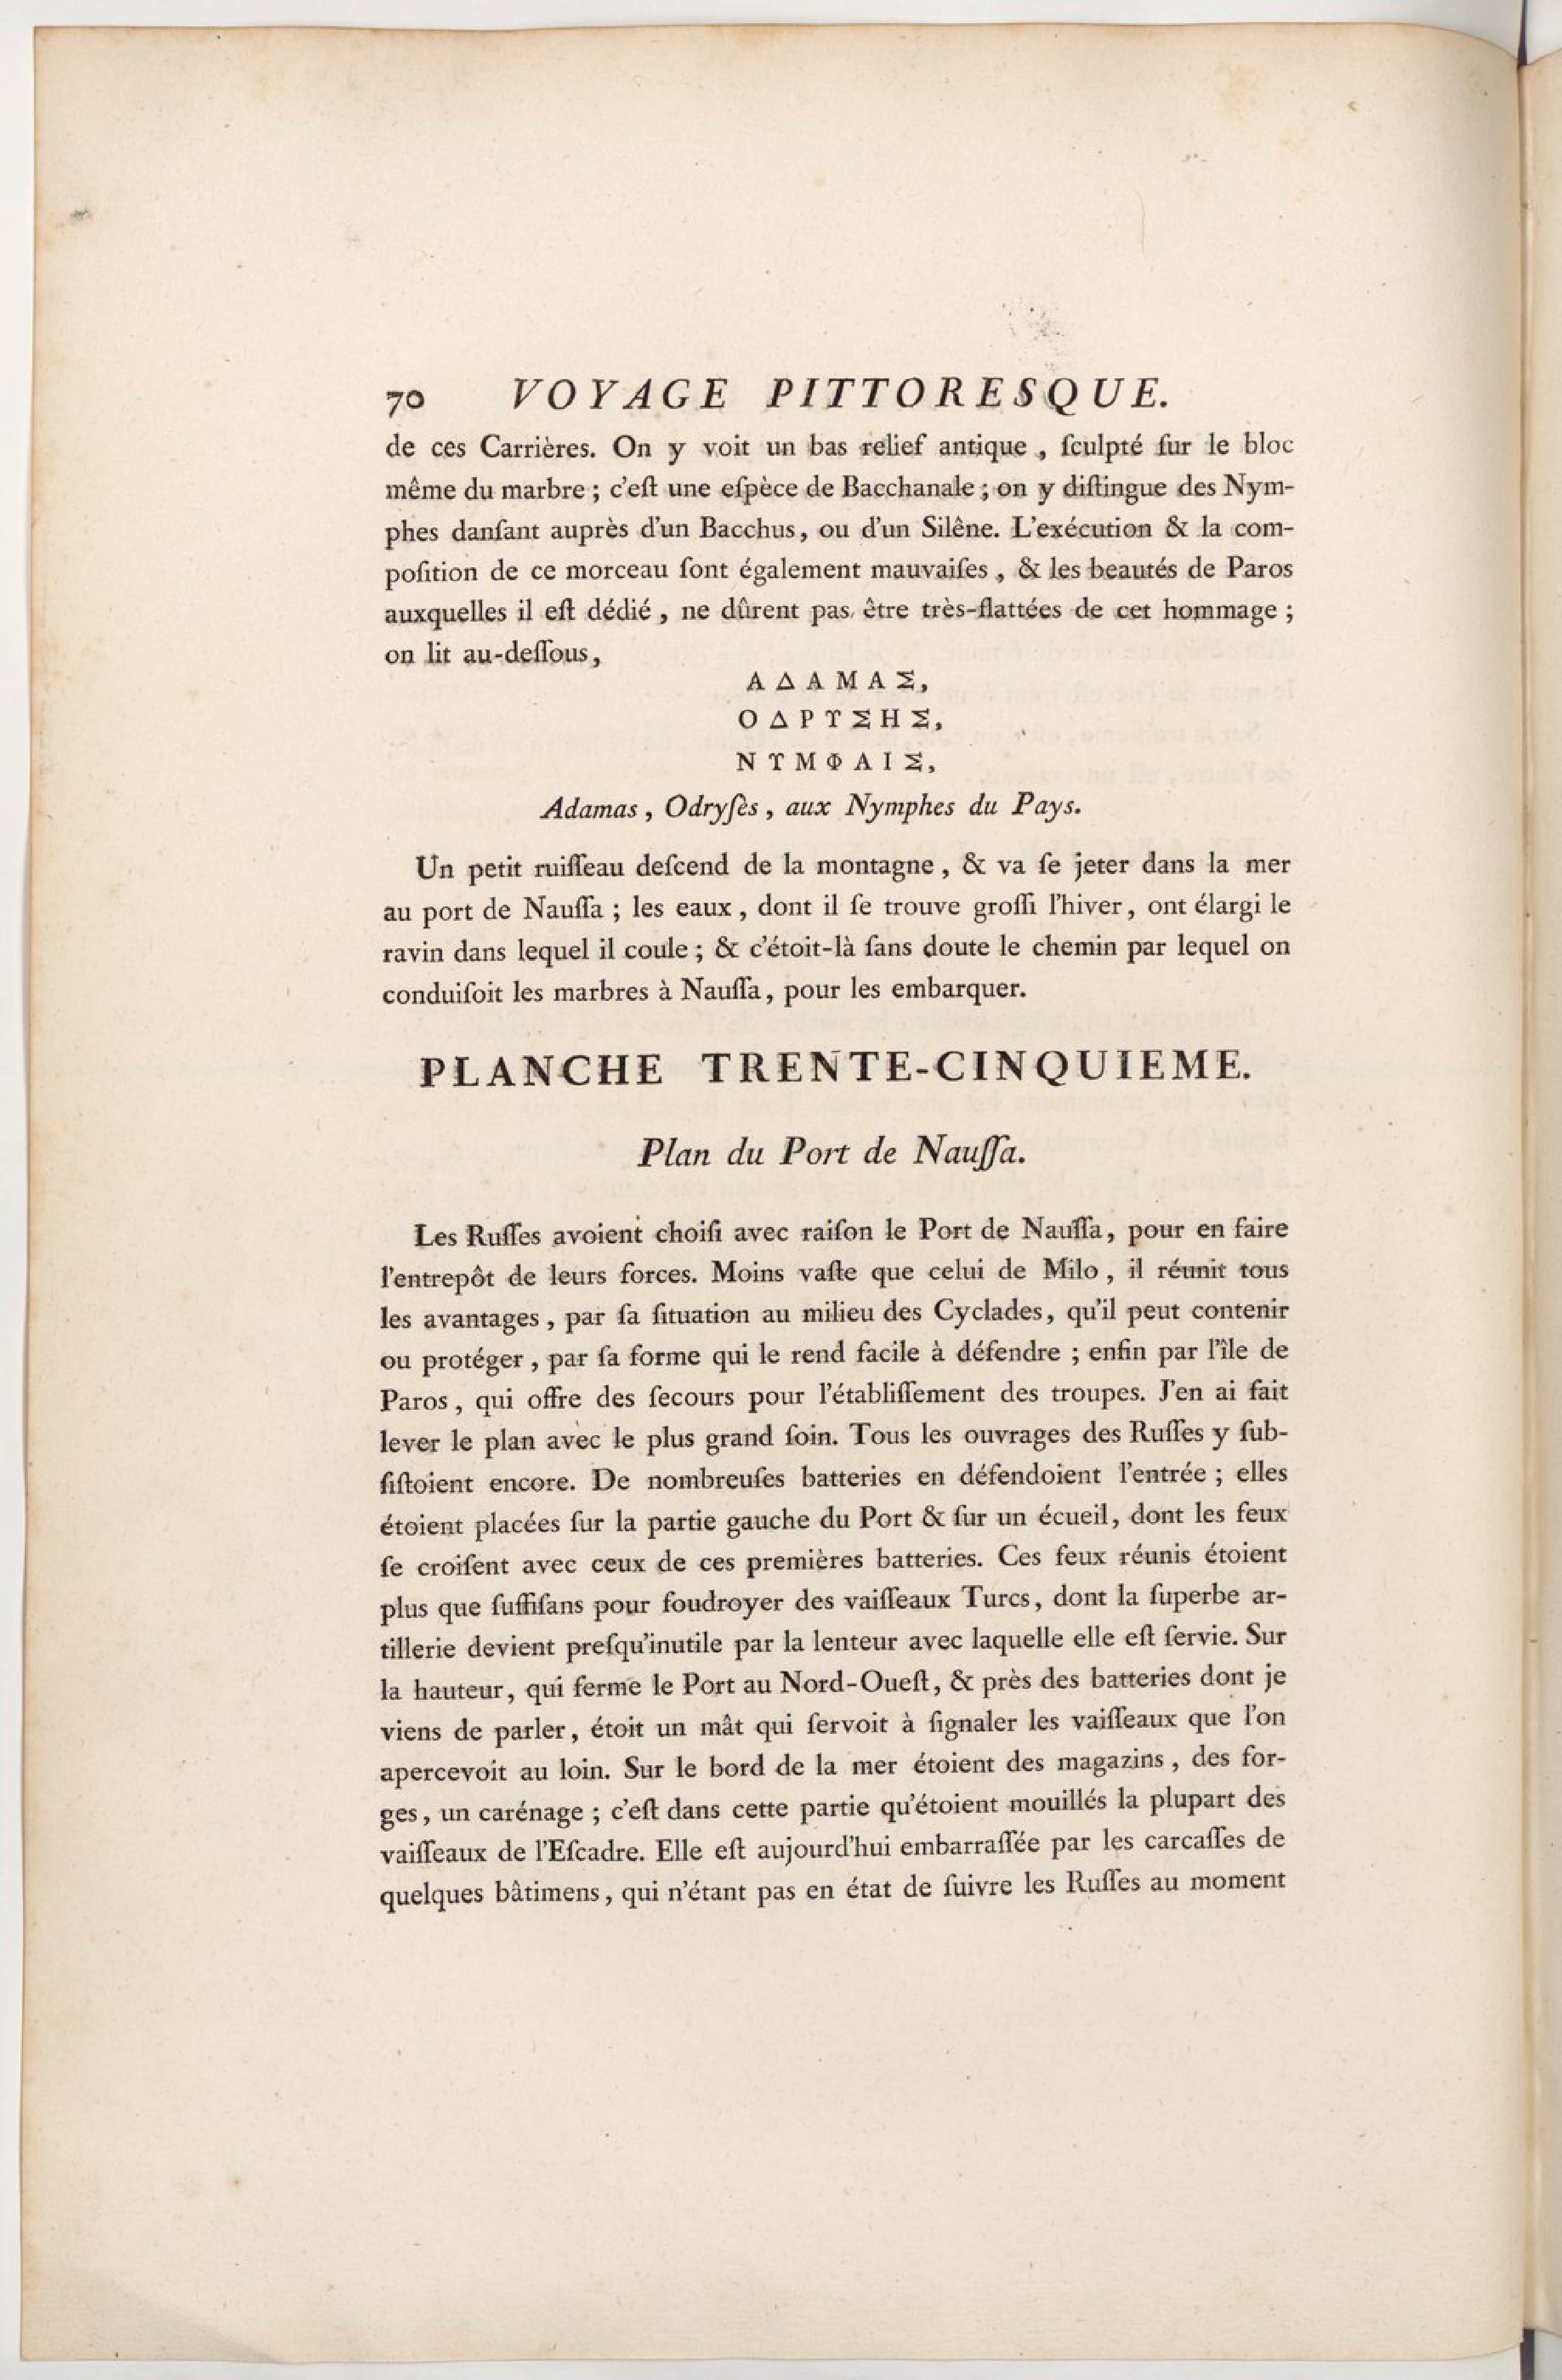 70 VOYAGE PITTORESQUE.
de ces Carrières. On y voit un bas relief antique, ſculpté ſur le bloc
même du marbre ; c'eſt une eſpèce de Bacchanale ; on y diſtingue des Nym-
phes danſant auprès d'un Bacchus, ou d'un Silêne. L'exécution & la com-
poſition de ce morceau ſont également mauvaiſes, & les beautés de Paros
auxquelles il eſt dédié, ne dûrent pas être très-flattées de cet hommage ;
on lit au-deſſous,
ΑΔΑΜΑΣ,
ΟΔΡΥΣΗΣ,
ΝΥΜΦΑΙΣ,
Adamas, Odryſès, aux Nymphes du Pays.
Un petit ruiſſeau deſcend de la montagne, & va ſe jeter dans la mer
au port de Nauſſa ; les eaux, dont il ſe trouve groſſi l'hiver, ont élargi le
ravin dans lequel il coule ; & c'étoit-là ſans doute le chemin par lequel on
conduiſoit les marbres à Nauſſa, pour les embarquer.
PLANCHE TRENTE-CINQUIEME.
Plan du Port de Nauſſa.
Les Ruſſes avoient choiſi avec raiſon le Port de Nauſſa, pour en faire
l'entrepôt de leurs forces. Moins vaſte que celui de Milo, il réunit tous
les avantages, par ſa ſituation au milieu des Cyclades, qu'il peut contenir
ou protéger, par ſa forme qui le rend facile à défendre ; enfin par l'île de
Paros, qui offre des ſecours pour l'établiſſement des troupes. J'en ai fait
lever le plan avec le plus grand ſoin. Tous les ouvrages des Ruſſes y ſub-
ſiſtoient encore. De nombreuſes batteries en défendoient l'entrée ; elles
étoient placées ſur la partie gauche du Port & ſur un écueil, dont les feux
ſe croiſent avec ceux de ces premières batteries. Ces feux réunis étoient
plus que ſuffiſans pour foudroyer des vaiſſeaux Turcs, dont la ſuperbe ar-
tillerie devient preſqu'inutile par la lenteur avec laquelle elle eſt ſervie. Sur
la hauteur, qui ferme le Port au Nord-Oueſt, & près des batteries dont je
viens de parler, étoit un mât qui ſervoit à ſignaler les vaiſſeaux que l'on
apercevoit au loin. Sur le bord de la mer étoient des magazins, des for-
ges, un carénage ; c'eſt dans cette partie qu'étoient mouillés la plupart des
vaiſſeaux de l'Eſcadre. Elle eſt aujourd'hui embarraſſée par les carcaſſes de
quelques bâtimens, qui n'étant pas en état de ſuivre les Ruſſes au moment